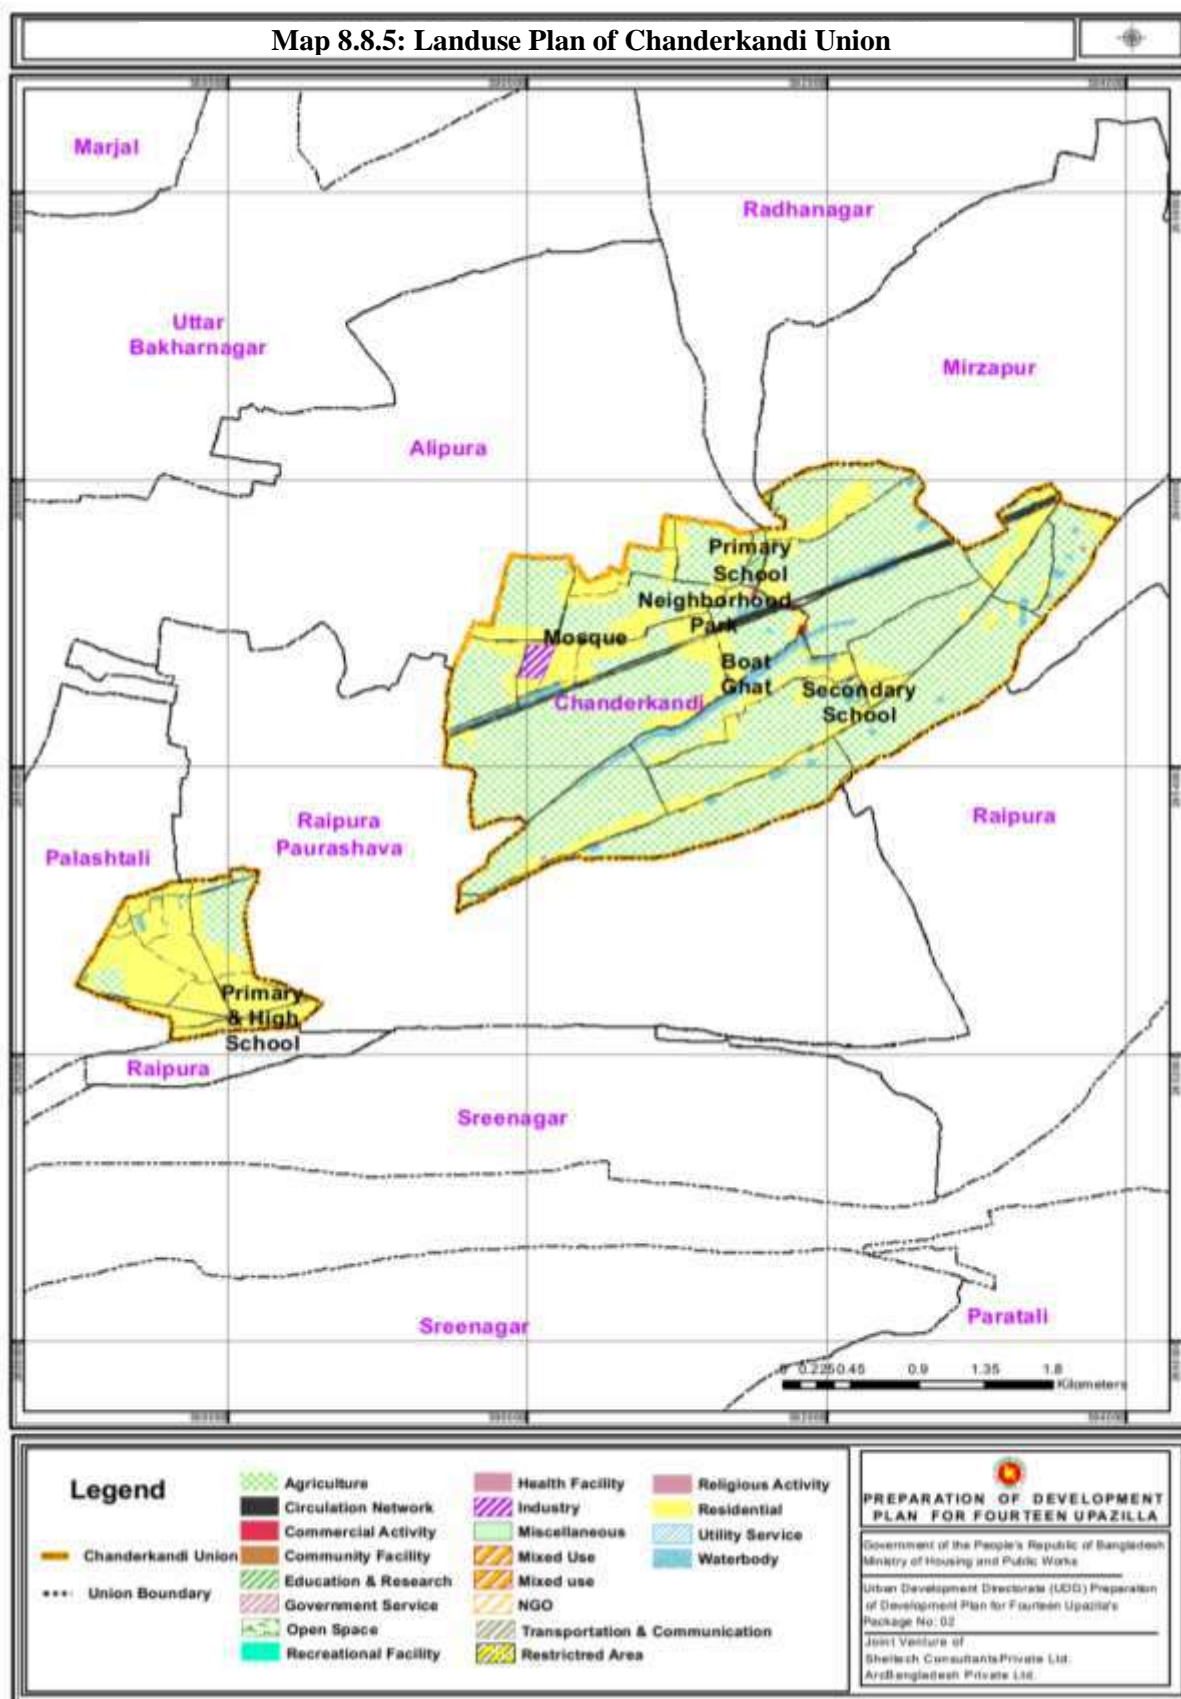 Map 8.8.5: Landuse Plan of Chanderkandi Union
Marjal
Radhanagar
Uttar
Bakharnagar
Mirzapur
Alipura
Primary
School
Neighborhood
Park
Mosque
Boat
Ghat
Chanderkandi
Secondary
School
Raipura
Paurashava
Raipura
Palashtali
Primary
& High
School
Raipura
Sreenagar
Sreenagar
Paratali
0 0.225 0.45 0.9 1.35 1.8
Kilometers
Legend
Chanderkandi Union
Union Boundary
Agriculture
Circulation Network
Commercial Activity
Community Facility
Education & Research
Government Service
Open Space
Recreational Facility
Health Facility
Industry
Miscellaneous
Mixed Use
Mixed use
NGO
Transportation & Communication
Restrictred Area
Religious Activity
Residential
Utility Service
Waterbody
PREPARATION OF DEVELOPMENT
PLAN FOR FOURTEEN UPAZILLA
Government of the People's Republic of Bangladesh
Ministry of Housing and Public Works
Urban Development Directorate (UDD) Preparation
of Development Plan for Fourteen Upazila's
Package No: 02
Joint Venture of
Sheltech Consultants Private Ltd.
ArcBangladesh Private Ltd.